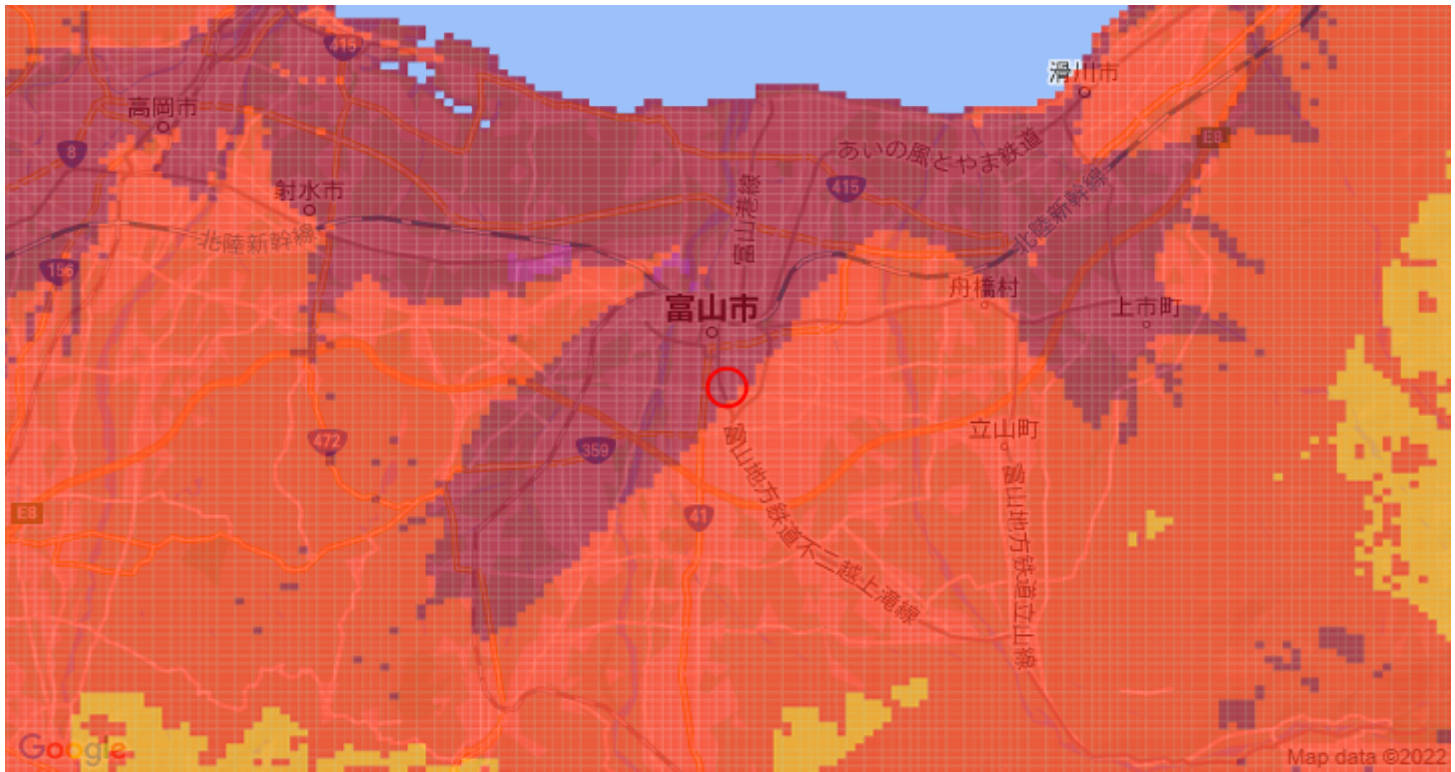 415
滑川市
高岡市
E8
8
あいの風とやま鉄道
415
射水市
富山港線
北陸新幹線
北陸新幹線
156
舟橋村
富山市
上市町
472
359
立山町
E8
41
富山地方鉄道不二越上滝線
富山地方鉄道立山線
Google
Map data ©2022